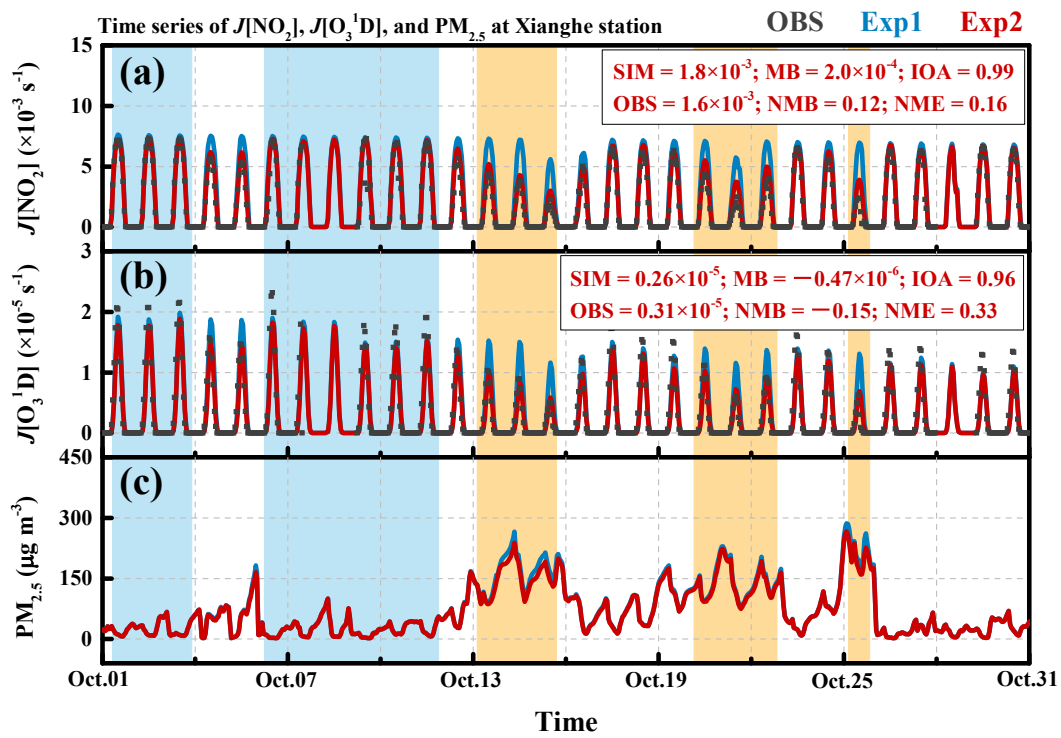 Time series of J[NO₂], J[O₃¹D], and PM₂.₅ at Xianghe station
OBS Exp1 Exp2
(a)
SIM = 1.8×10⁻³; MB = 2.0×10⁻⁴; IOA = 0.99
OBS = 1.6×10⁻³; NMB = 0.12; NME = 0.16
J[NO₂] (×10⁻³ s⁻¹)
15
10
5
0
(b)
SIM = 0.26×10⁻⁵; MB = −0.47×10⁻⁶; IOA = 0.96
OBS = 0.31×10⁻⁵; NMB = −0.15; NME = 0.33
J[O₃¹D] (×10⁻⁵ s⁻¹)
3
2
1
0
(c)
PM₂.₅ (μg m⁻³)
450
300
150
0
Oct.01 Oct.07 Oct.13 Oct.19 Oct.25 Oct.31
Time